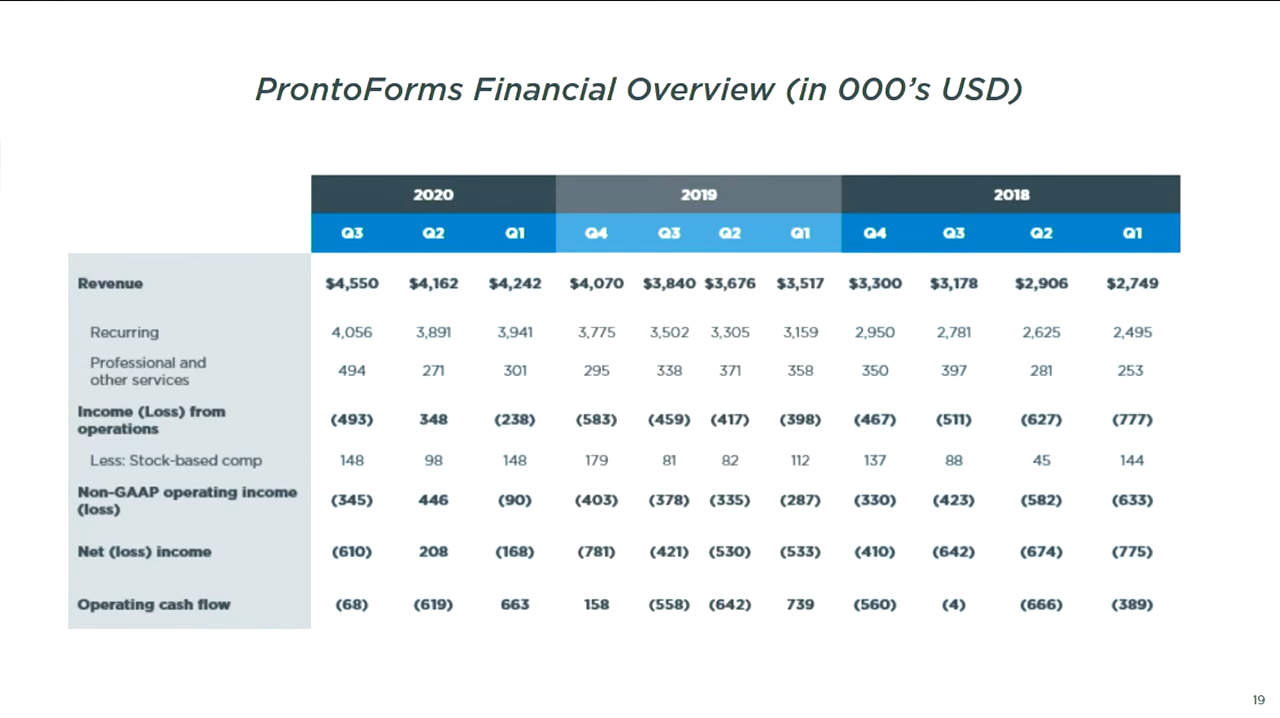 ProntoForms Financial Overview (in 000’s USD)
2020 2019 2018
Q3 Q2 Q1 Q4 Q3 Q2 Q1 Q4 Q3 Q2 Q1
Revenue $4,550 $4,162 $4,242 $4,070 $3,840 $3,676 $3,517 $3,300 $3,178 $2,906 $2,749
Recurring 4,056 3,891 3,941 3,775 3,502 3,305 3,159 2,950 2,781 2,625 2,495
Professional and
other services 494 271 301 295 338 371 358 350 397 281 253
Income (Loss) from
operations (493) 348 (238) (583) (459) (417) (398) (467) (511) (627) (777)
Less: Stock-based comp 148 98 148 179 81 82 112 137 88 45 144
Non-GAAP operating income
(loss) (345) 446 (90) (403) (378) (335) (287) (330) (423) (582) (633)
Net (loss) income (610) 208 (168) (781) (421) (530) (533) (410) (642) (674) (775)
Operating cash flow (68) (619) 663 158 (558) (642) 739 (560) (4) (666) (389)
19